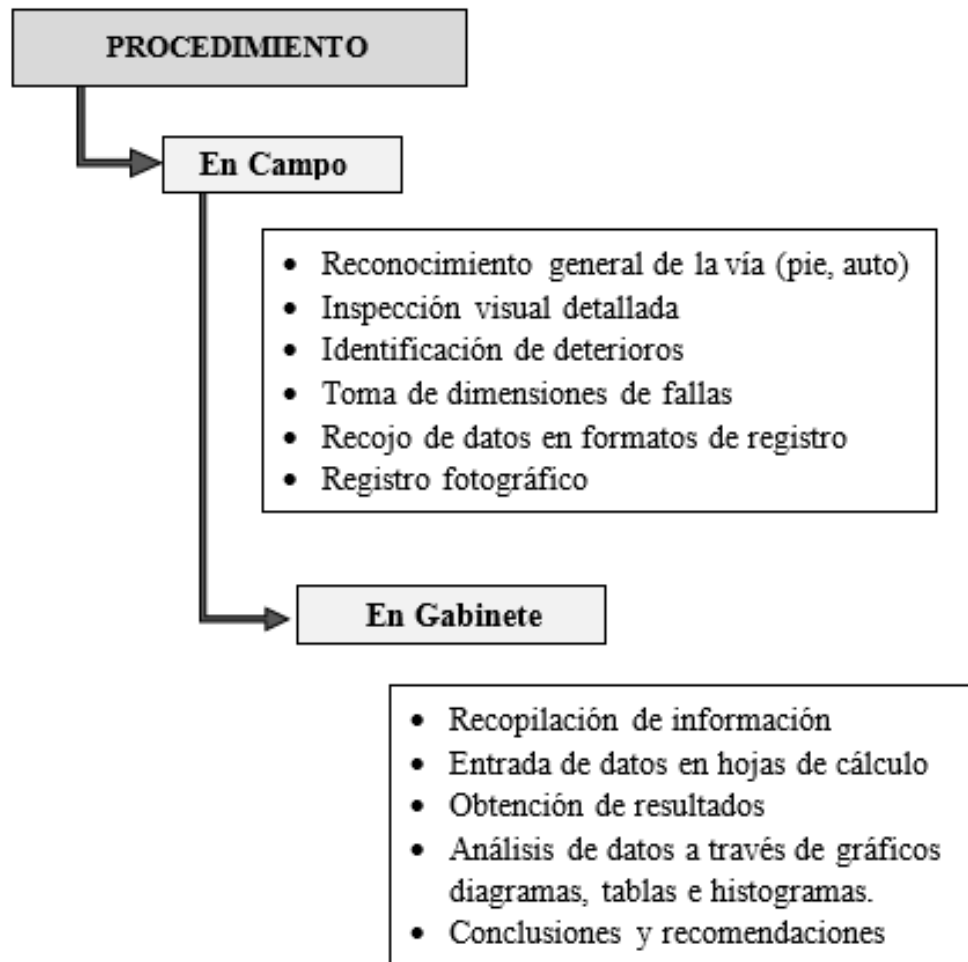 PROCEDIMIENTO
En Campo
• Reconocimiento general de la vía (pie, auto)
• Inspección visual detallada
• Identificación de deterioros
• Toma de dimensiones de fallas
• Recojo de datos en formatos de registro
• Registro fotográfico
En Gabinete
• Recopilación de información
• Entrada de datos en hojas de cálculo
• Obtención de resultados
• Análisis de datos a través de gráficos
diagramas, tablas e histogramas.
• Conclusiones y recomendaciones